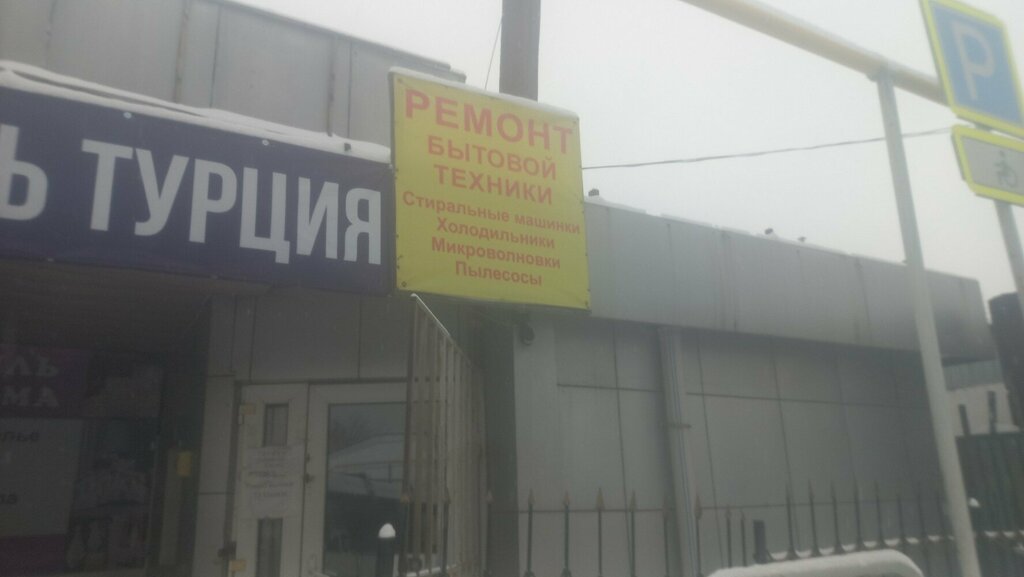 Ь ТУРЦИЯ
РЕМОНТ
БЫТОВОЙ
ТЕХНИКИ
Стиральные машинки
Холодильники
Микроволновки
Пылесосы
P